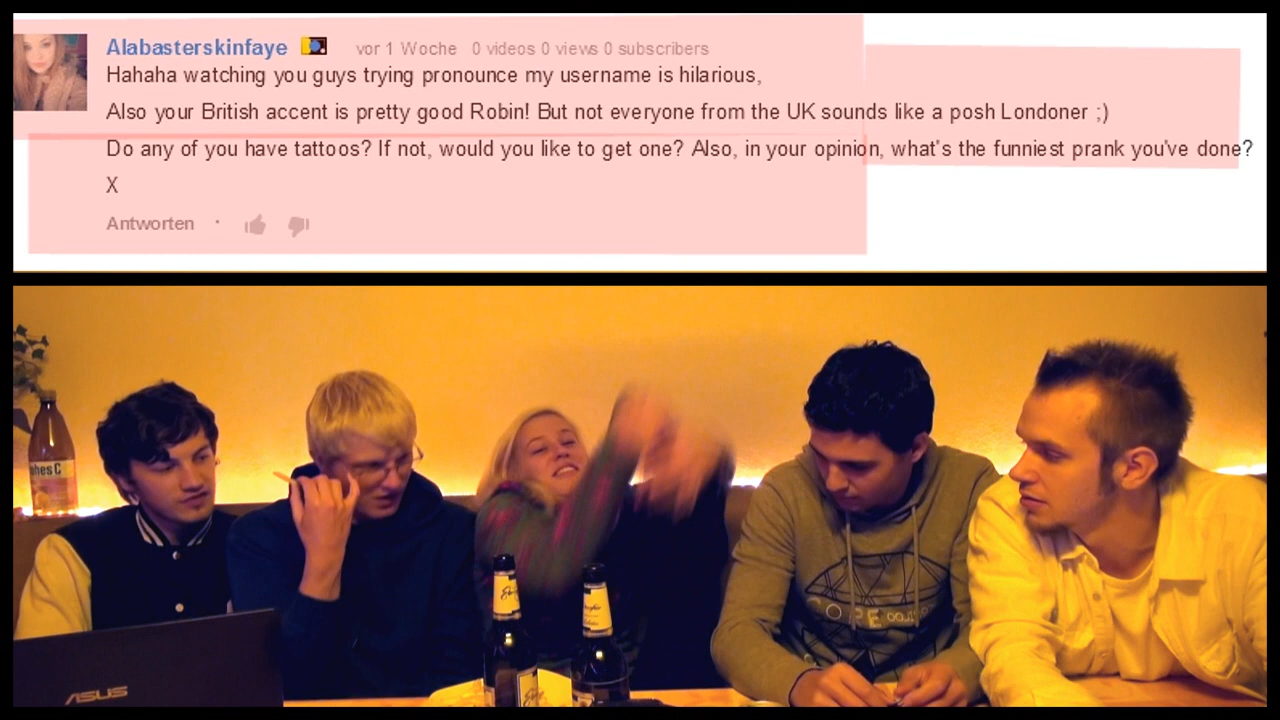 Alabasterskinfaye vor 1 Woche 0 videos 0 views 0 subscribers
Hahaha watching you guys trying pronounce my username is hilarious,
Also your British accent is pretty good Robin! But not everyone from the UK sounds like a posh Londoner ;)
Do any of you have tattoos? If not, would you like to get one? Also, in your opinion, what's the funniest prank you've done?
X
Antworten ·
ohes C
ASUS